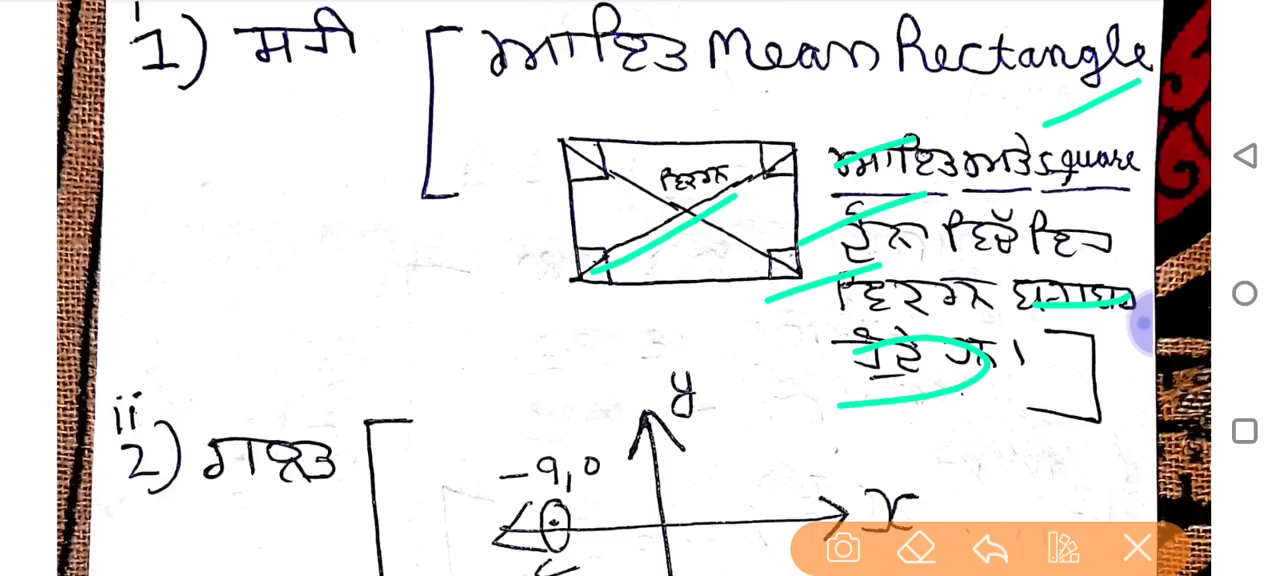 i
1) ਸਹੀ [ ਆਇਤ Mean Rectangle
ਵਿਕਰਨ
ਆਇਤ ਅਤੇ square
ਦੋਨਾ ਵਿੱਚ
ਵਿਕਰਨ ਬਰਾਬਰ
ਹੁੰਦੇ ਹਨ। ]
ii
2) ਗਲਤ [
y
-9,0
x